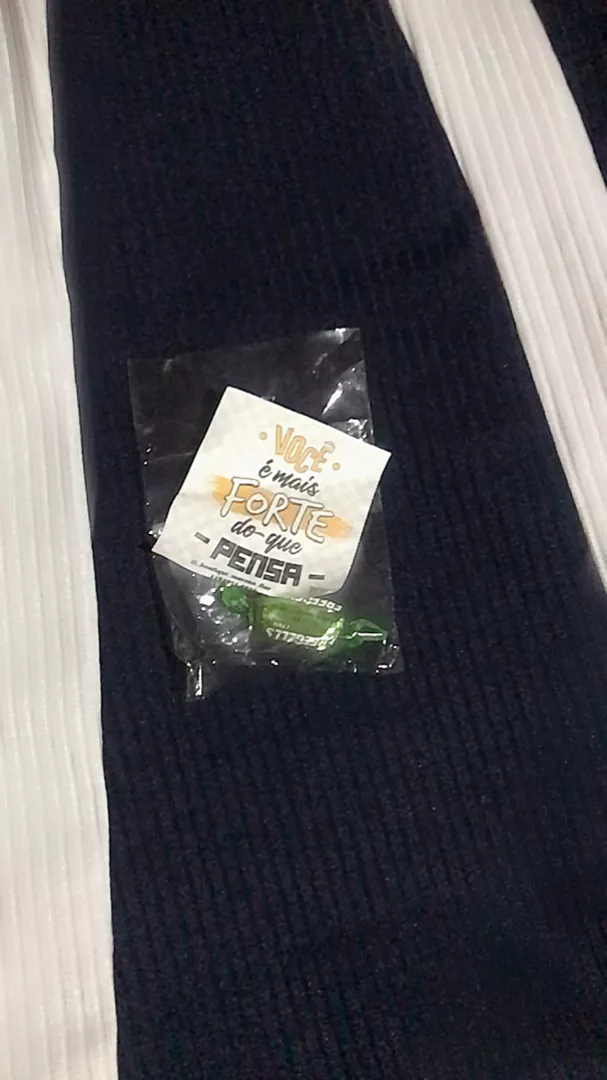 VOCÊ
é mais
FORTE
do que
PENSA